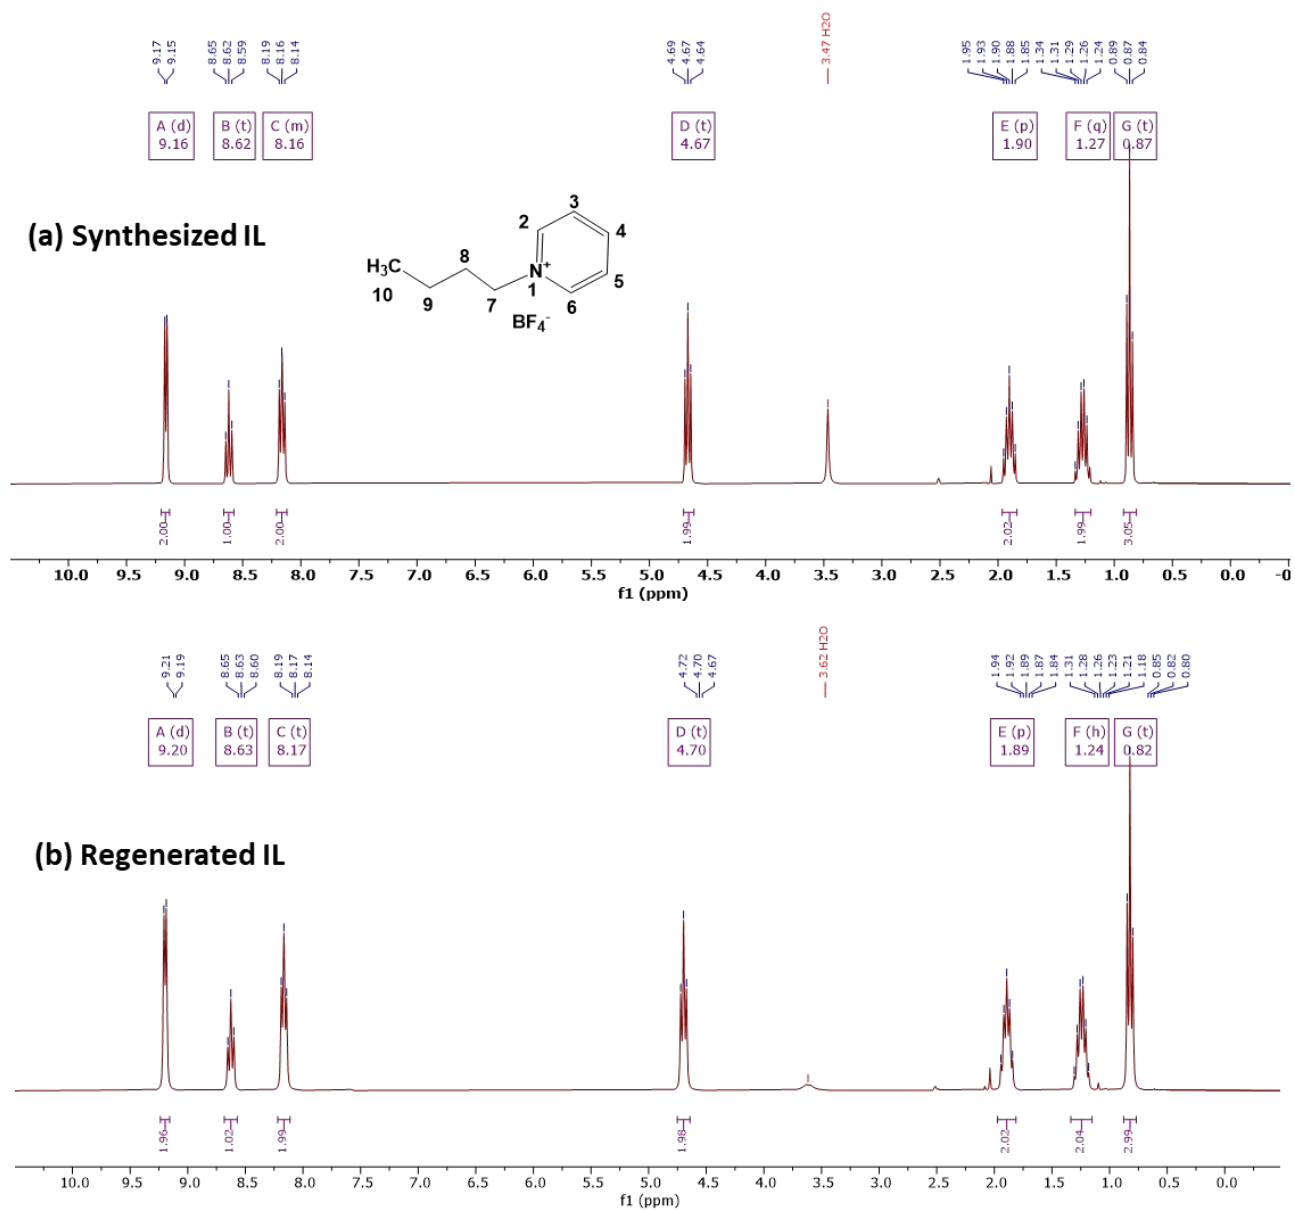 9.17
9.15
8.65
8.62
8.59
8.19
8.16
8.14
4.69
4.67
4.64
3.47 H2O
1.95
1.93
1.90
1.88
1.85
1.34
1.31
1.29
1.26
1.24
0.89
0.87
0.84
A (d) B (t) C (m) D (t) E (p) F (q) G (t)
9.16 8.62 8.16 4.67 1.90 1.27 0.87
(a) Synthesized IL
2 3 4 5 6
H3C
10 9 8 7
N+
1
BF4-
2.00 1.00 2.00 1.99 2.02 1.99 3.05
10.0 9.5 9.0 8.5 8.0 7.5 7.0 6.5 6.0 5.5 5.0 4.5 4.0 3.5 3.0 2.5 2.0 1.5 1.0 0.5 0.0 -0
f1 (ppm)
9.21
9.19
8.65
8.63
8.60
8.19
8.17
8.14
4.72
4.70
4.67
3.62 H2O
1.94
1.92
1.89
1.87
1.84
1.31
1.28
1.26
1.23
1.21
1.18
0.85
0.82
0.80
A (d) B (t) C (t) D (t) E (p) F (h) G (t)
9.20 8.63 8.17 4.70 1.89 1.24 0.82
(b) Regenerated IL
1.96 1.02 1.99 1.98 2.02 2.04 2.99
10.0 9.5 9.0 8.5 8.0 7.5 7.0 6.5 6.0 5.5 5.0 4.5 4.0 3.5 3.0 2.5 2.0 1.5 1.0 0.5 0.0
f1 (ppm)